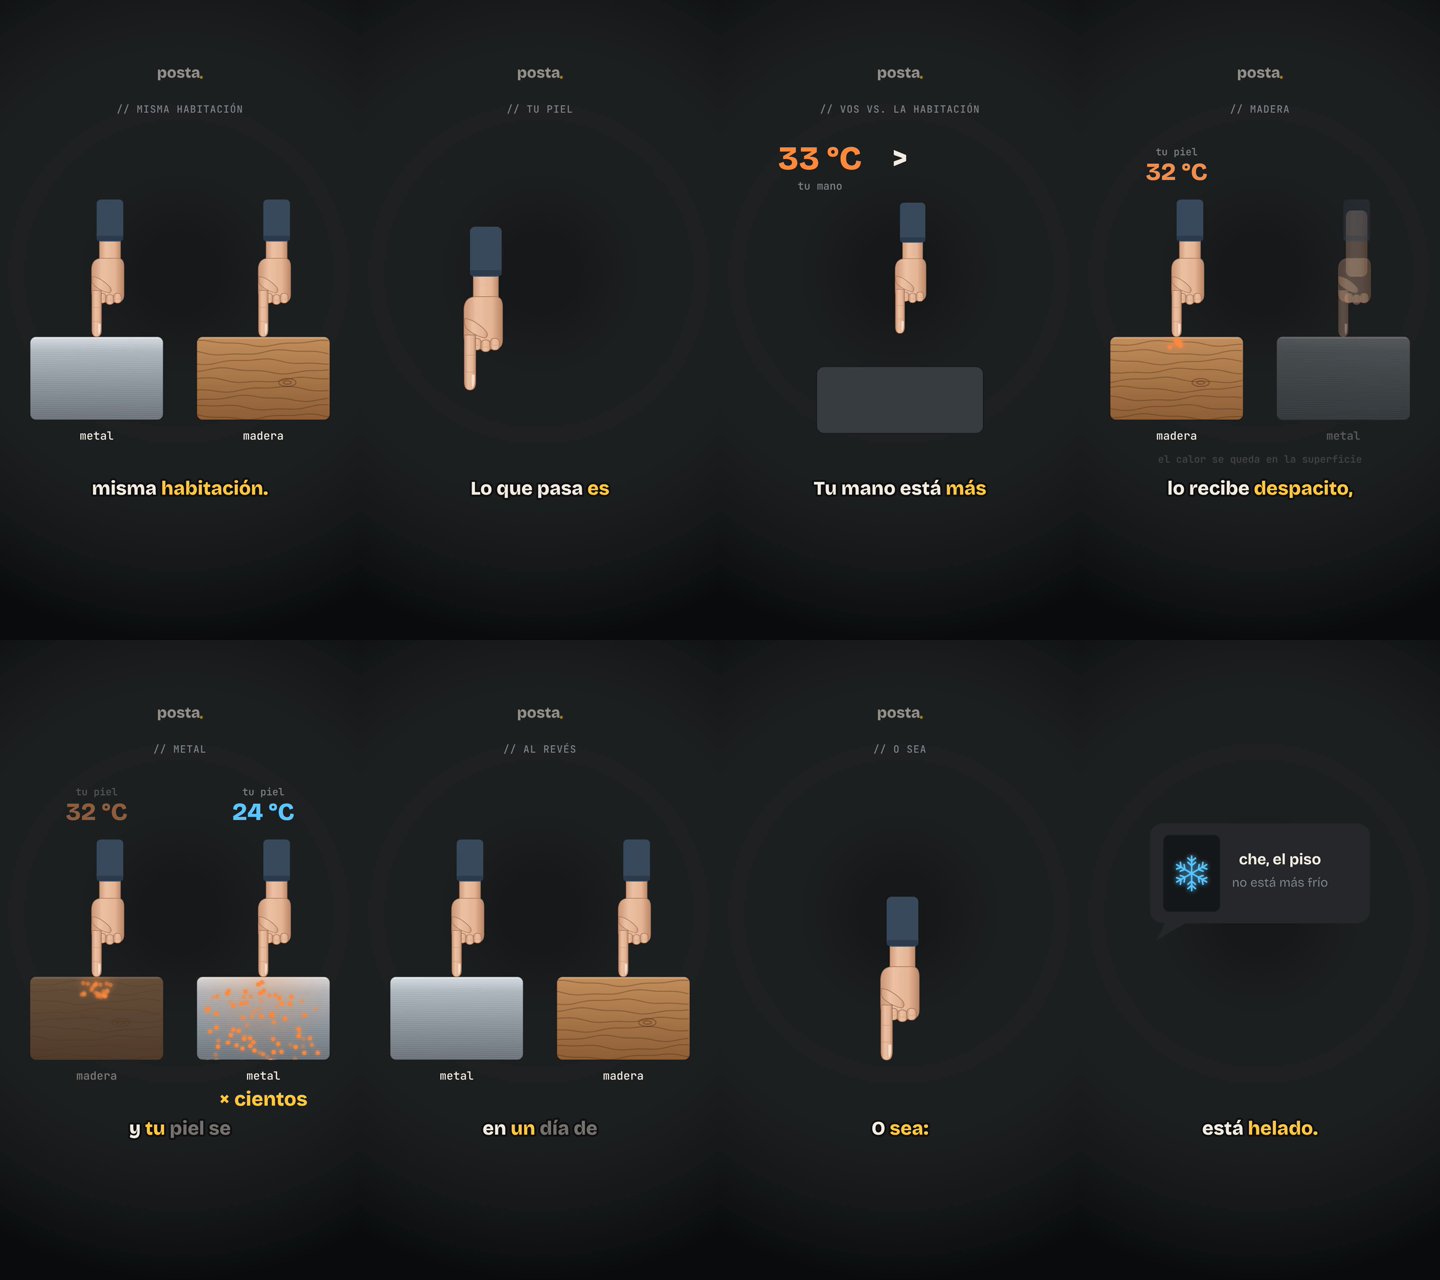 posta.
// MISMA HABITACIÓN
metal
madera
misma habitación.
posta.
// TU PIEL
Lo que pasa es
posta.
// VOS VS. LA HABITACIÓN
33 °C >
tu mano
Tu mano está más
posta.
// MADERA
tu piel
32 °C
madera
metal
el calor se queda en la superficie
lo recibe despacito,
posta.
// METAL
tu piel
32 °C
tu piel
24 °C
madera
metal
× cientos
y tu piel se
posta.
// AL REVÉS
metal
madera
en un día de
posta.
// O SEA
O sea:
che, el piso
no está más frío
está helado.